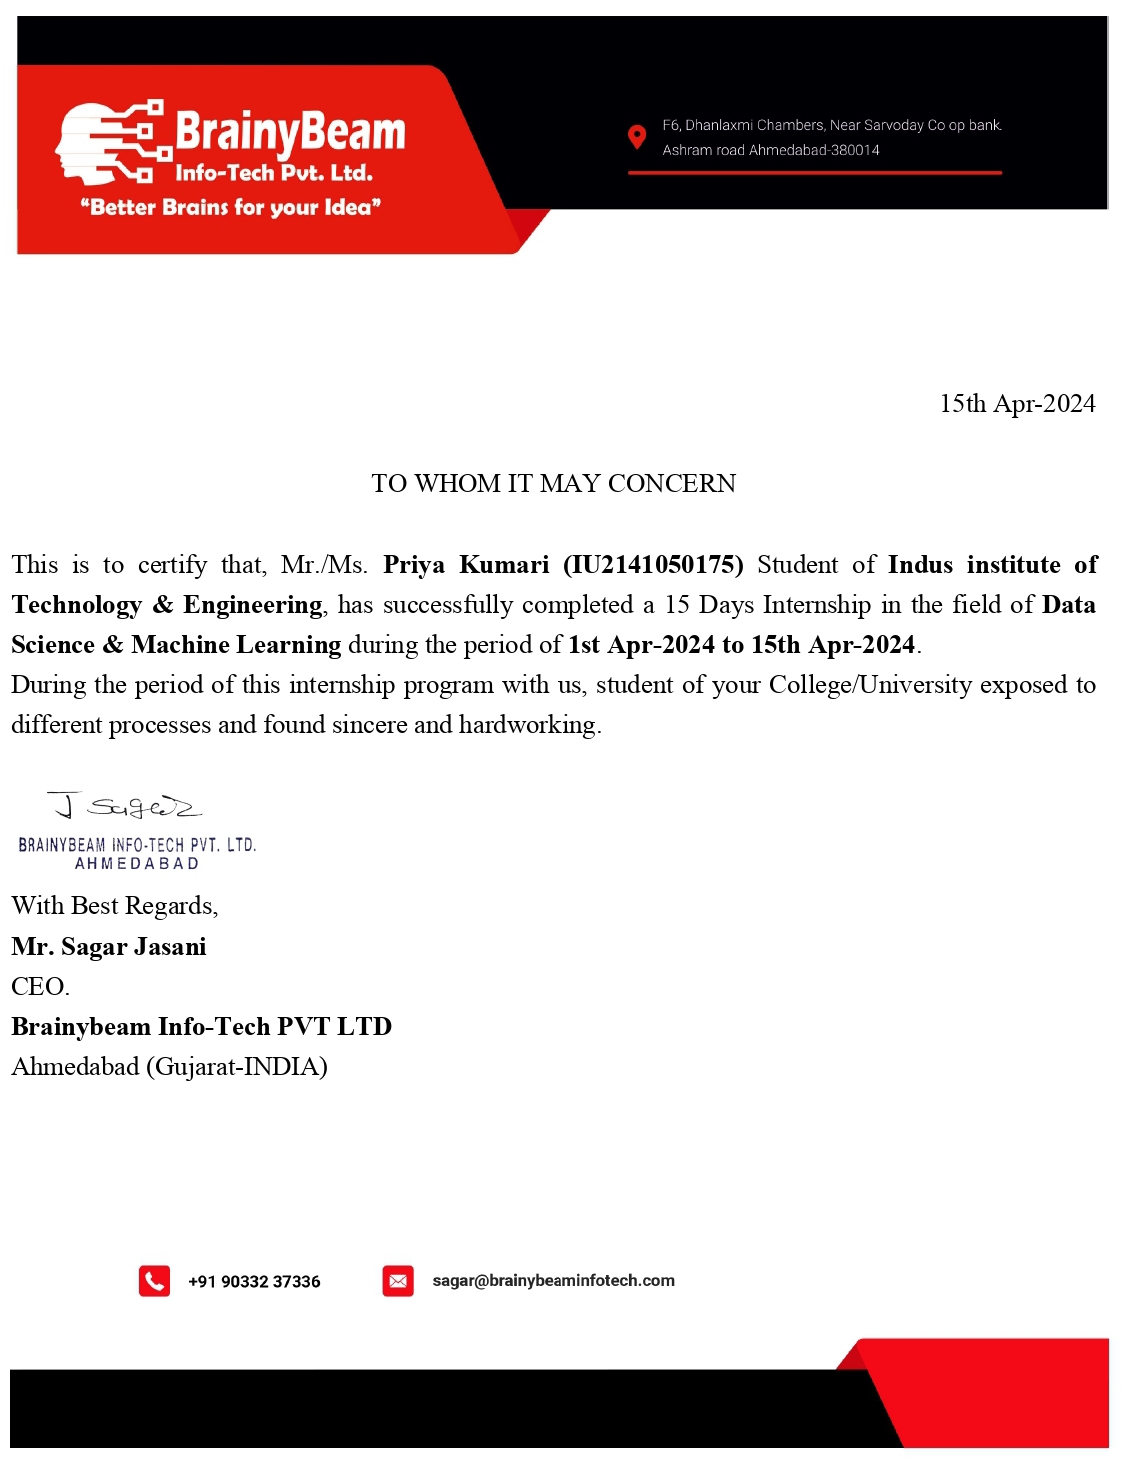 BrainyBeam
Info-Tech Pvt. Ltd.
“Better Brains for your Idea”
F6, Dhanlaxmi Chambers, Near Sarvoday Co op bank.
Ashram road Ahmedabad-380014
15th Apr-2024
TO WHOM IT MAY CONCERN
This is to certify that, Mr./Ms. Priya Kumari (IU2141050175) Student of Indus institute of
Technology & Engineering, has successfully completed a 15 Days Internship in the field of Data
Science & Machine Learning during the period of 1st Apr-2024 to 15th Apr-2024.
During the period of this internship program with us, student of your College/University exposed to
different processes and found sincere and hardworking.
J Sagar
BRAINYBEAM INFO-TECH PVT. LTD.
AHMEDABAD
With Best Regards,
Mr. Sagar Jasani
CEO.
Brainybeam Info-Tech PVT LTD
Ahmedabad (Gujarat-INDIA)
+91 90332 37336
sagar@brainybeaminfotech.com